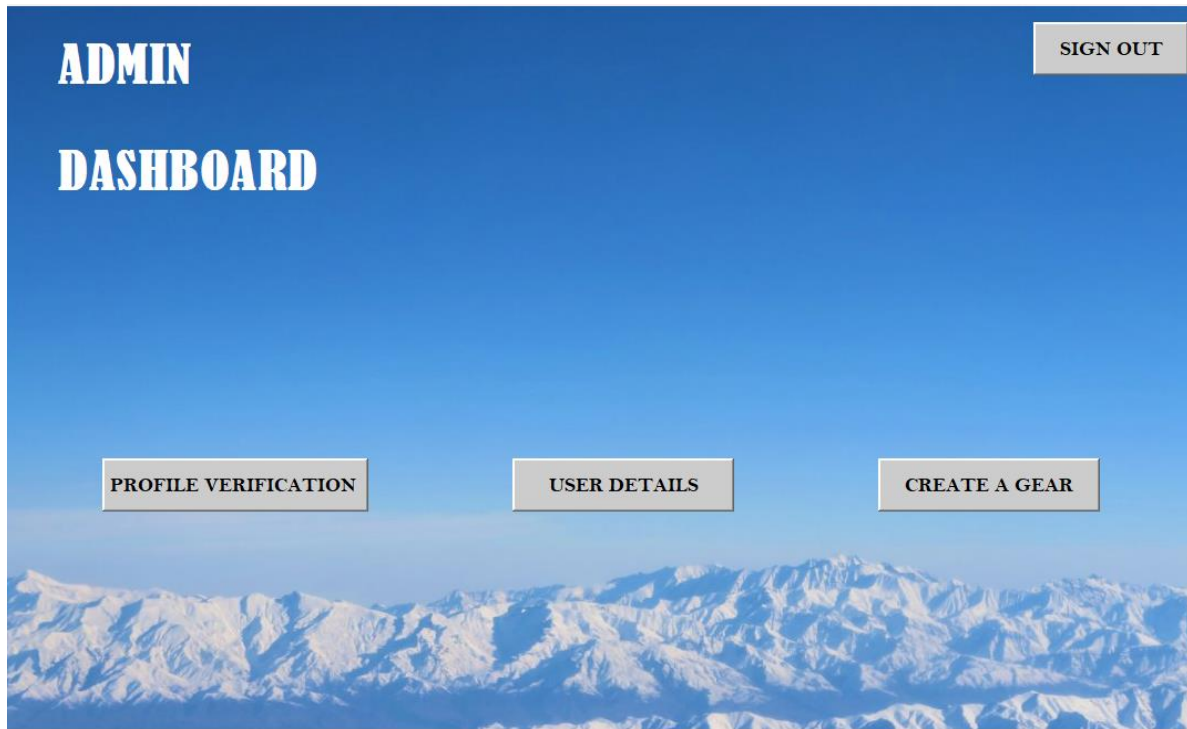 ADMIN
SIGN OUT
DASHBOARD
PROFILE VERIFICATION
USER DETAILS
CREATE A GEAR